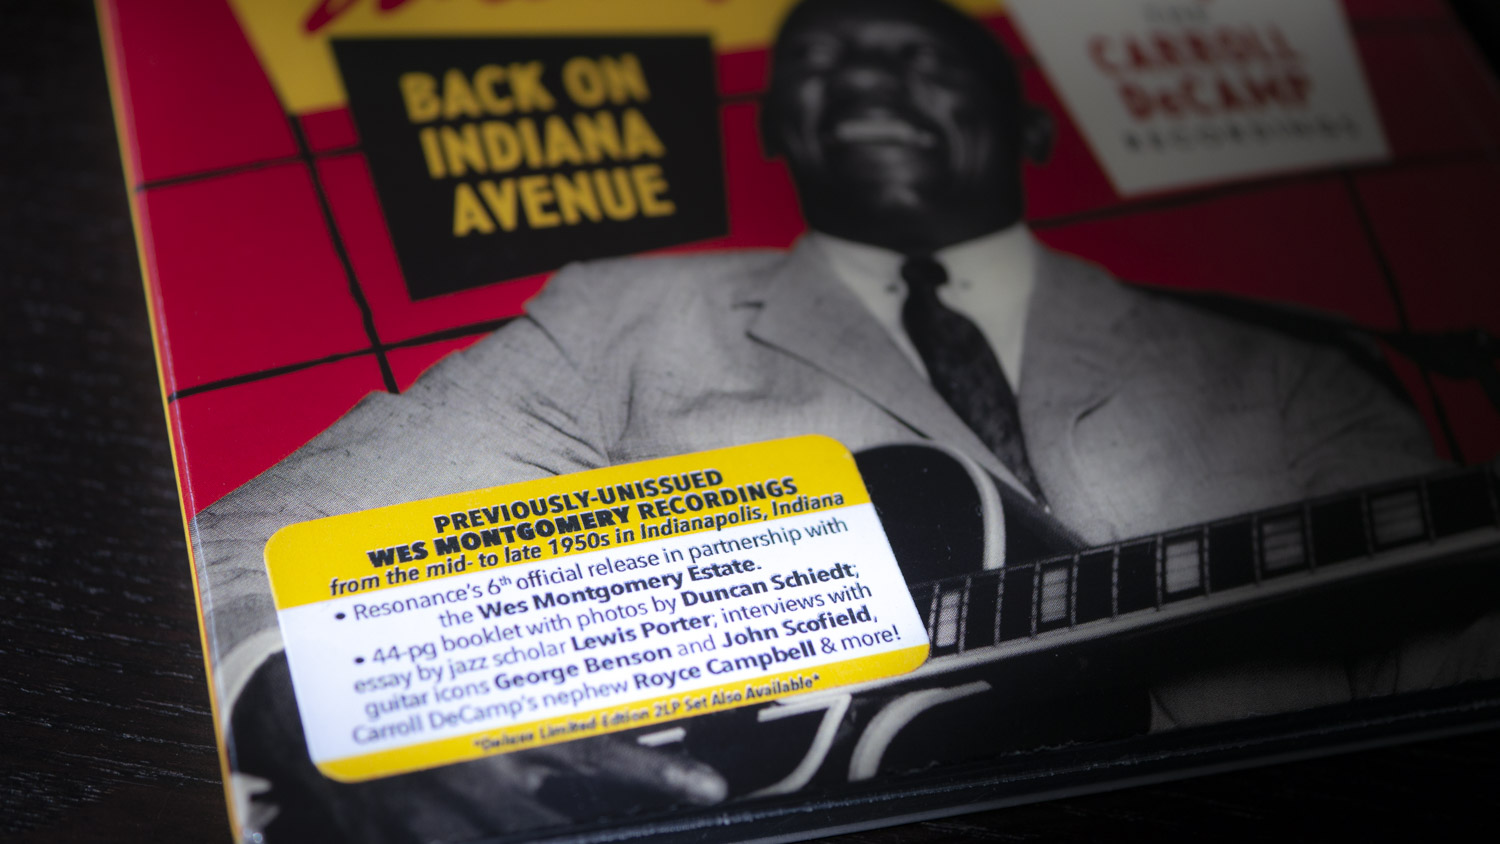 BACK ON
INDIANA
AVENUE
THE
CARROLL
DeCAMP
RECORDINGS
PREVIOUSLY-UNISSUED
WES MONTGOMERY RECORDINGS
from the mid- to late 1950s in Indianapolis, Indiana
• Resonance's 6th official release in partnership with
the Wes Montgomery Estate.
• 44-pg booklet with photos by Duncan Schiedt;
essay by jazz scholar Lewis Porter; interviews with
guitar icons George Benson and John Scofield,
Carroll DeCamp's nephew Royce Campbell & more!
*Deluxe Limited Edition 2LP Set Also Available*